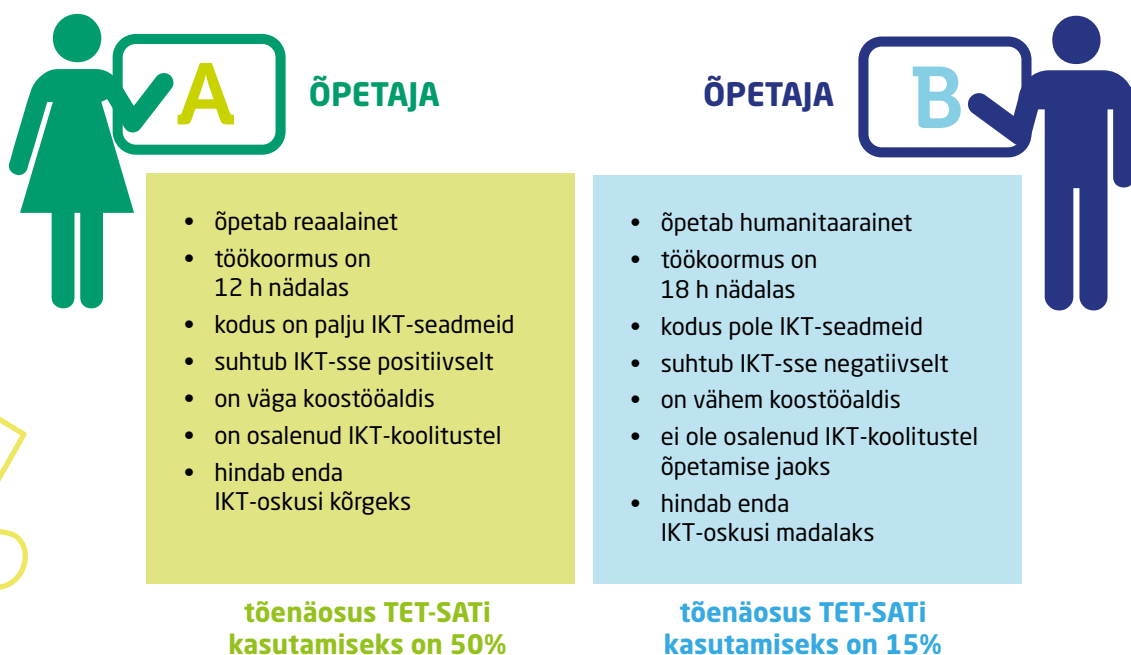 A
ÕPETAJA
• õpetab reaalainet
• töökoormus on
12 h nädalas
• kodus on palju IKT-seadmeid
• suhtub IKT-sse positiivselt
• on väga koostööaldis
• on osalenud IKT-koolitustel
• hindab enda
IKT-oskusi kõrgeks
tõenäosus TET-SATi
kasutamiseks on 50%
ÕPETAJA
B
• õpetab humanitaarainet
• töökoormus on
18 h nädalas
• kodus pole IKT-seadmeid
• suhtub IKT-sse negatiivselt
• on vähem koostööaldis
• ei ole osalenud IKT-koolitustel
õpetamise jaoks
• hindab enda
IKT-oskusi madalaks
tõenäosus TET-SATi
kasutamiseks on 15%